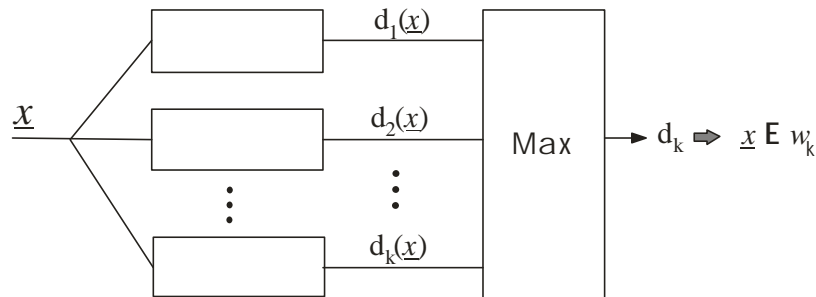 d₁(x)
x
d₂(x)
Max
dₖ x E wₖ
dₖ(x)